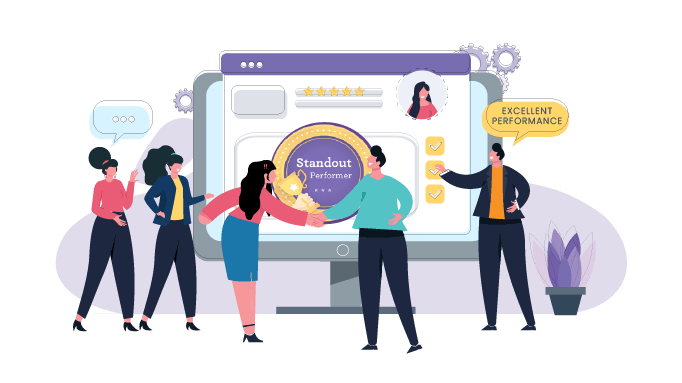 EXCELLENT
PERFORMANCE
Standout
Performer